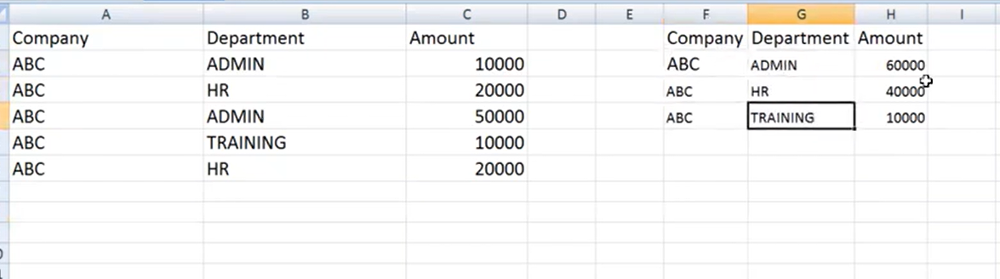 A B C D E F G H I
Company Department Amount Company Department Amount
ABC ADMIN 10000 ABC ADMIN 60000
ABC HR 20000 ABC HR 40000
ABC ADMIN 50000 ABC TRAINING 10000
ABC TRAINING 10000
ABC HR 20000